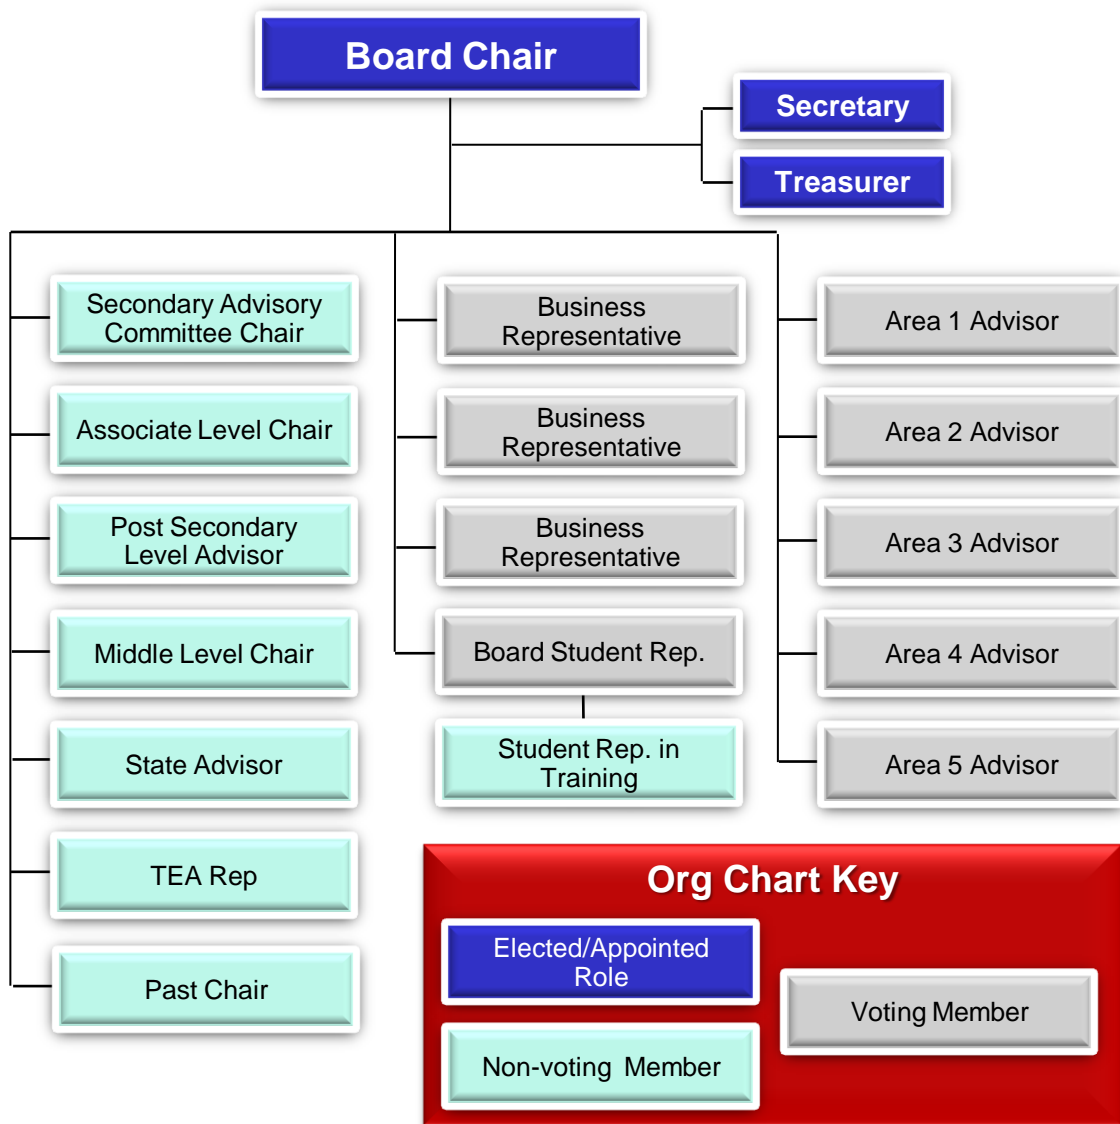 Board Chair
Secretary
Treasurer
Secondary Advisory
Committee Chair
Associate Level Chair
Post Secondary
Level Advisor
Middle Level Chair
State Advisor
TEA Rep
Past Chair
Business
Representative
Business
Representative
Business
Representative
Board Student Rep.
Student Rep. in
Training
Area 1 Advisor
Area 2 Advisor
Area 3 Advisor
Area 4 Advisor
Area 5 Advisor
Org Chart Key
Elected/Appointed
Role
Non-voting Member
Voting Member